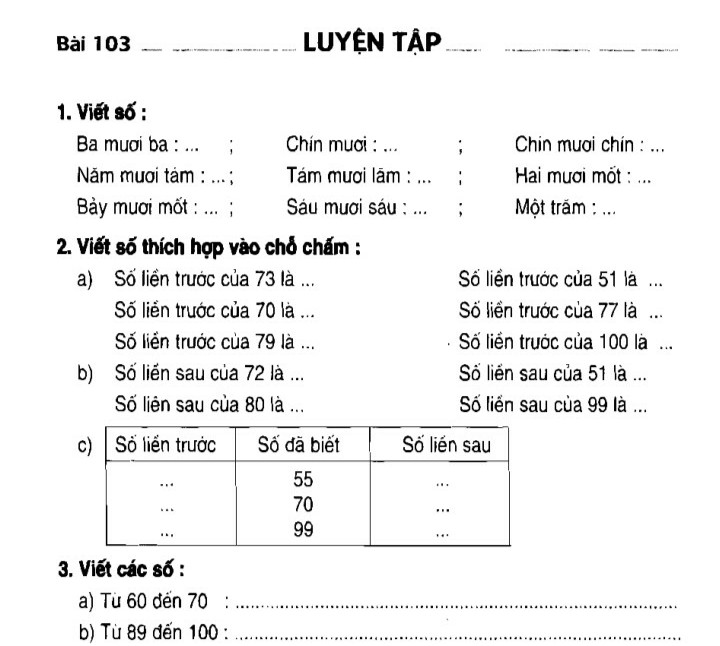 Bài 103 LUYỆN TẬP
1. Viết số :
Ba mươi ba : ... ; Chín mươi : ... ; Chín mươi chín : ...
Năm mươi tám : ... ; Tám mươi lăm : ... ; Hai mươi mốt : ...
Bảy mươi mốt : ... ; Sáu mươi sáu : ... ; Một trăm : ...
2. Viết số thích hợp vào chỗ chấm :
a) Số liền trước của 73 là ... Số liền trước của 51 là ...
Số liền trước của 70 là ... Số liền trước của 77 là ...
Số liền trước của 79 là ... Số liền trước của 100 là ...
b) Số liền sau của 72 là ... Số liền sau của 51 là ...
Số liền sau của 80 là ... Số liền sau của 99 là ...
c) Số liền trước Số đã biết Số liền sau
... 55 ...
... 70 ...
... 99 ...
3. Viết các số :
a) Từ 60 đến 70 : ....................
b) Từ 89 đến 100 : ....................